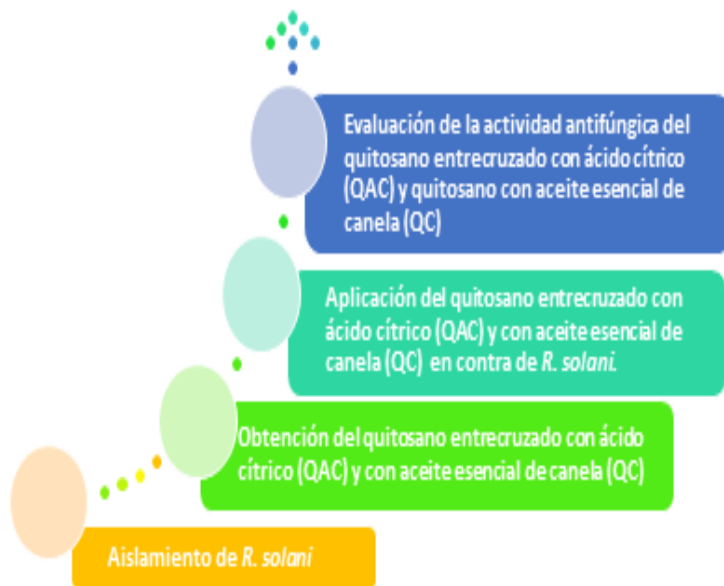 Evaluación de la actividad antifúngica del
quitosano entrecruzado con ácido cítrico
(QAC) y quitosano con aceite esencial de
canela (QC)
Aplicación del quitosano entrecruzado con
ácido cítrico (QAC) y con aceite esencial de
canela (QC) en contra de R. solani.
Obtención del quitosano entrecruzado con ácido
cítrico (QAC) y con aceite esencial de canela (QC)
Aislamiento de R. solani